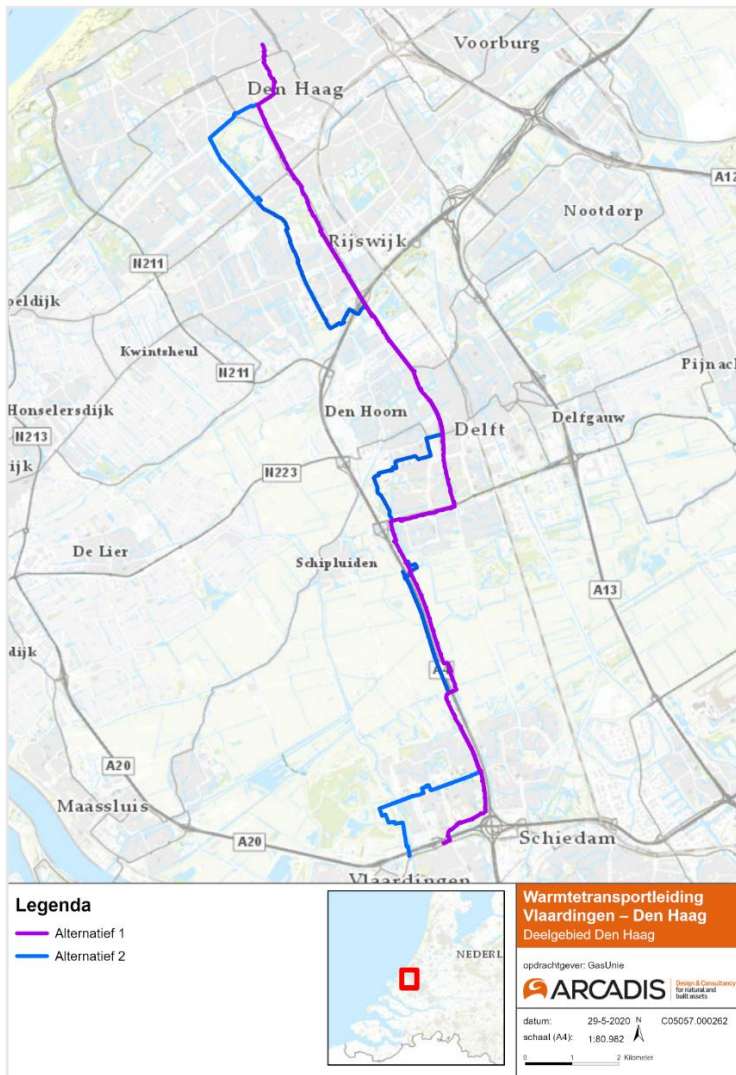 Voorburg
Den Haag
A12
Nootdorp
N211
Rijswijk
oeldijk
Kwintsheul
N211
Pijnac
Honselersdijk
Den Hoorn
Delft
Delfgauw
N213
ijk
N223
De Lier
Schipluiden
A13
dijk
A4
A20
Maassluis
A20
Schiedam
Vlaardingen
Legenda
Alternatief 1
Alternatief 2
NEDERL
Warmtetransportleiding
Vlaardingen – Den Haag
Deelgebied Den Haag
opdrachtgever: GasUnie
ARCADIS
Design & Consultancy
for natural and
built assets
datum: 29-5-2020 N C05057.000262
schaal (A4): 1:80.982
0 1 2 Kilometer